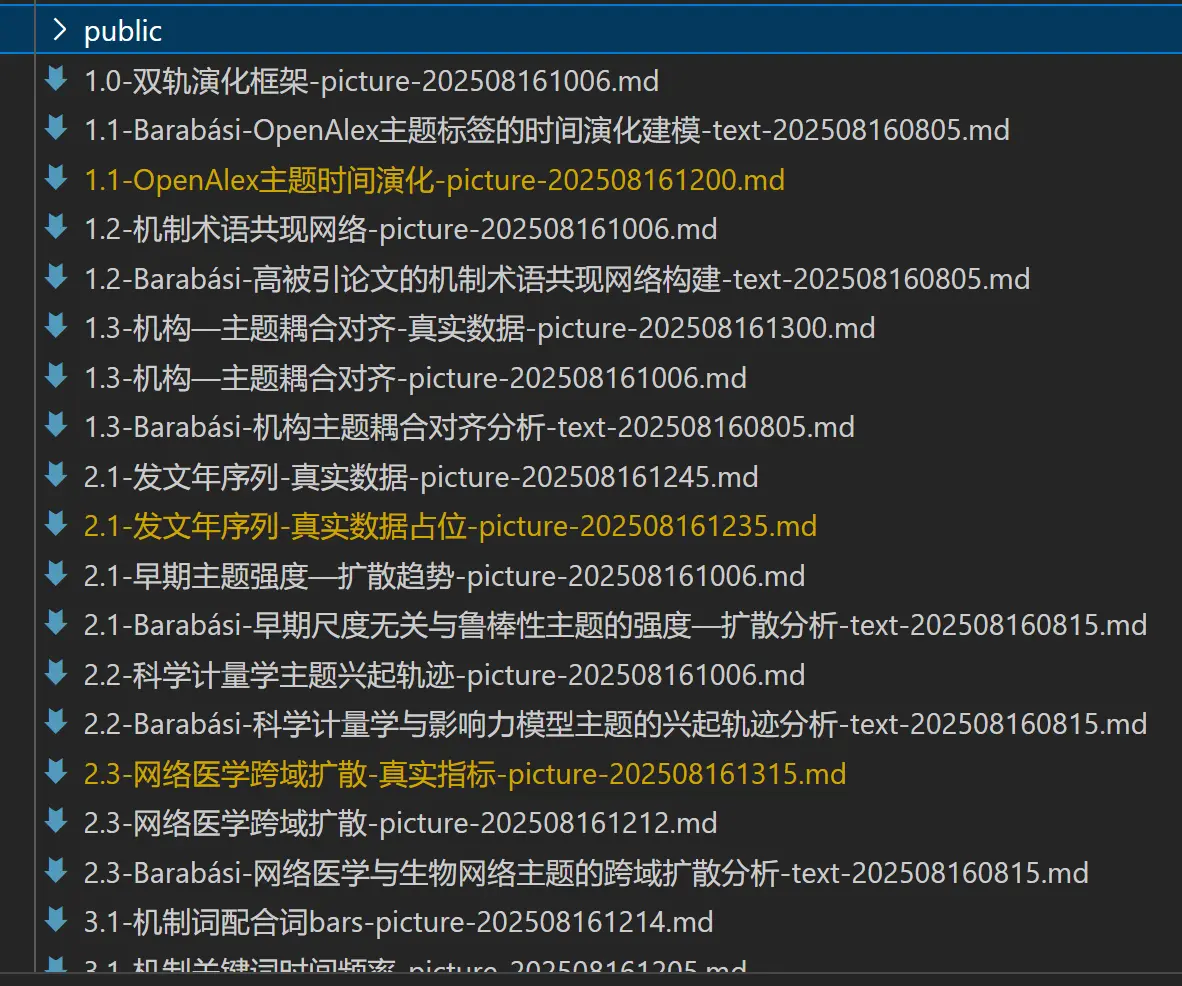 public
1.0-双轨演化框架-picture-202508161006.md
1.1-Barabási-OpenAlex主题标签的时间演化建模-text-202508160805.md
1.1-OpenAlex主题时间演化-picture-202508161200.md
1.2-机制术语共现网络-picture-202508161006.md
1.2-Barabási-高被引论文的机制术语共现网络构建-text-202508160805.md
1.3-机构—主题耦合对齐-真实数据-picture-202508161300.md
1.3-机构—主题耦合对齐-picture-202508161006.md
1.3-Barabási-机构主题耦合对齐分析-text-202508160805.md
2.1-发文年序列-真实数据-picture-202508161245.md
2.1-发文年序列-真实数据占位-picture-202508161235.md
2.1-早期主题强度—扩散趋势-picture-202508161006.md
2.1-Barabási-早期尺度无关与鲁棒性主题的强度—扩散分析-text-202508160815.md
2.2-科学计量学主题兴起轨迹-picture-202508161006.md
2.2-Barabási-科学计量学与影响力模型主题的兴起轨迹分析-text-202508160815.md
2.3-网络医学跨域扩散-真实指标-picture-202508161315.md
2.3-网络医学跨域扩散-picture-202508161212.md
2.3-Barabási-网络医学与生物网络主题的跨域扩散分析-text-202508160815.md
3.1-机制词配合词bars-picture-202508161214.md
3.1-机制关键词时间频率-picture-202508161205.md